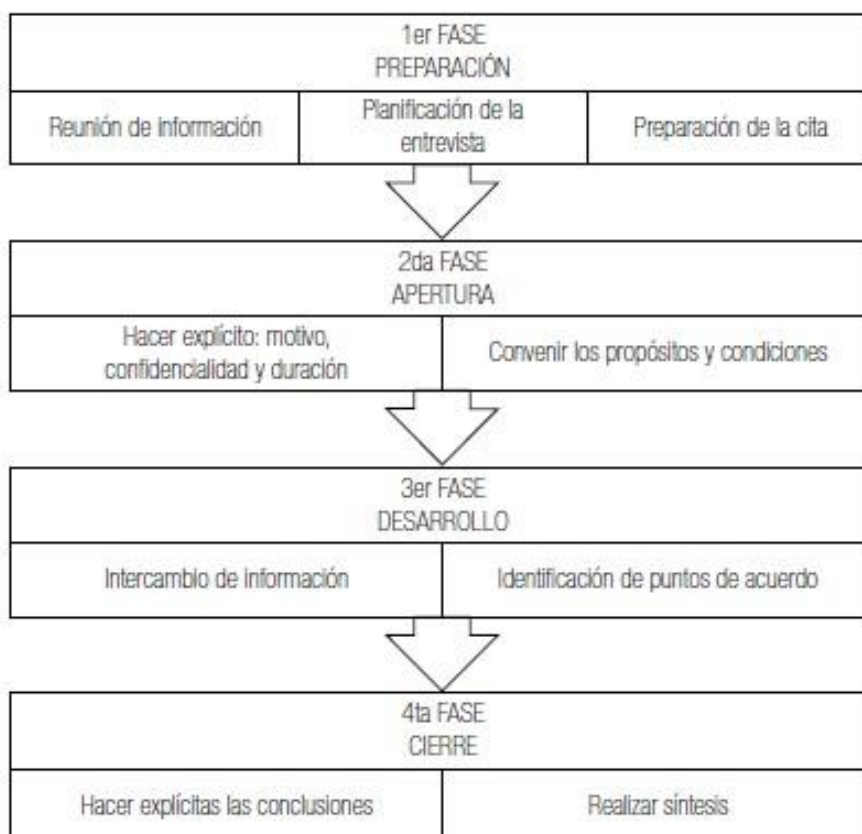 1er FASE
PREPARACIÓN
Reunión de información
Planificación de la
entrevista
Preparación de la cita
2da FASE
APERTURA
Hacer explícito: motivo,
confidencialidad y duración
Convenir los propósitos y condiciones
3er FASE
DESARROLLO
Intercambio de información
Identificación de puntos de acuerdo
4ta FASE
CIERRE
Hacer explícitas las conclusiones
Realizar síntesis